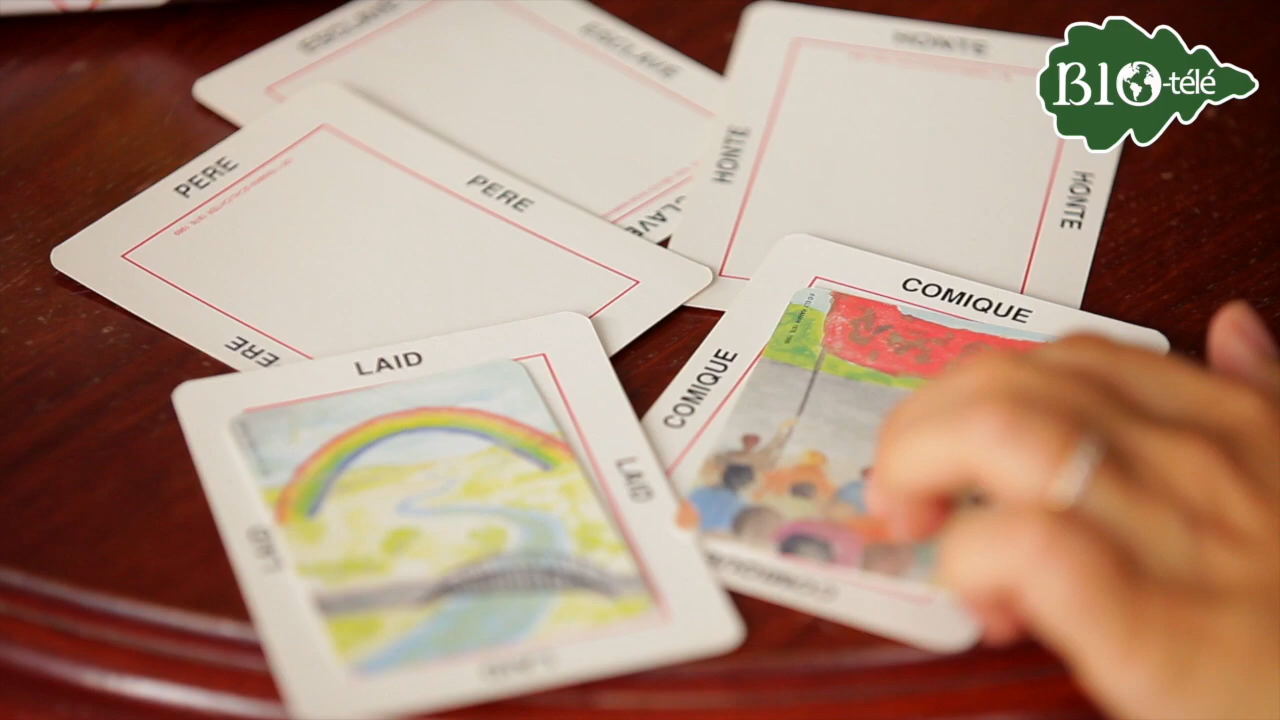 ESCLAVE
ESCLAVE
HONTE
BIO-télé
PERE
PERE
HONTE
HONTE
COMIQUE
COMIQUE
LAID
LAID
LAID